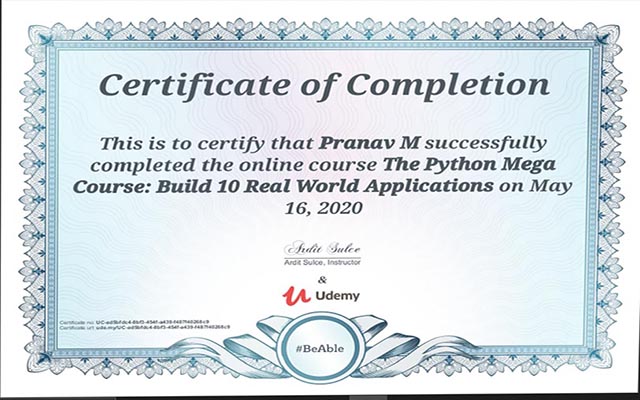 Certificate of Completion
This is to certify that Pranav M successfully
completed the online course The Python Mega
Course: Build 10 Real World Applications on May
16, 2020
Ardit Sulce
Ardit Sulce, Instructor
&
Udemy
Certificate no: UC-ed5bfdc4-8bf3-454f-a439-f487f40268c9
Certificate url: ude.my/UC-ed5bfdc4-8bf3-454f-a439-f487f40268c9
#BeAble